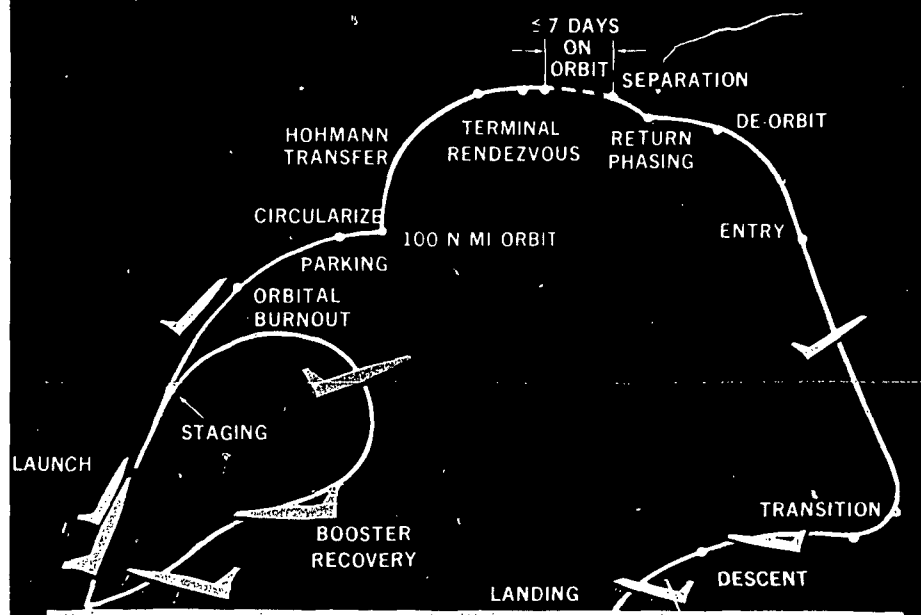 ≤ 7 DAYS
ON
ORBIT
SEPARATION
HOHMANN
TRANSFER
TERMINAL
RENDEZVOUS
RETURN
PHASING
DE-ORBIT
CIRCULARIZE
PARKING
100 N MI ORBIT
ENTRY
ORBITAL
BURNOUT
STAGING
LAUNCH
BOOSTER
RECOVERY
TRANSITION
DESCENT
LANDING